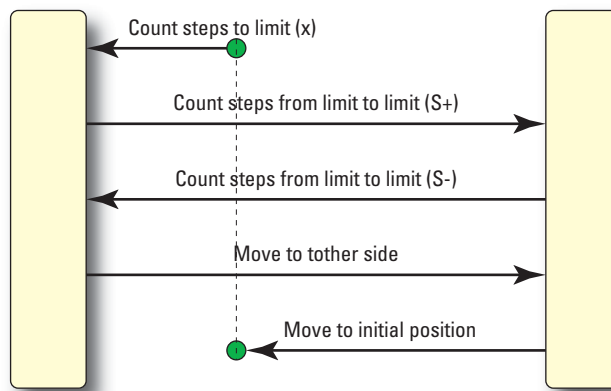 Count steps to limit (x)
Count steps from limit to limit (S+)
Count steps from limit to limit (S-)
Move to tother side
Move to initial position